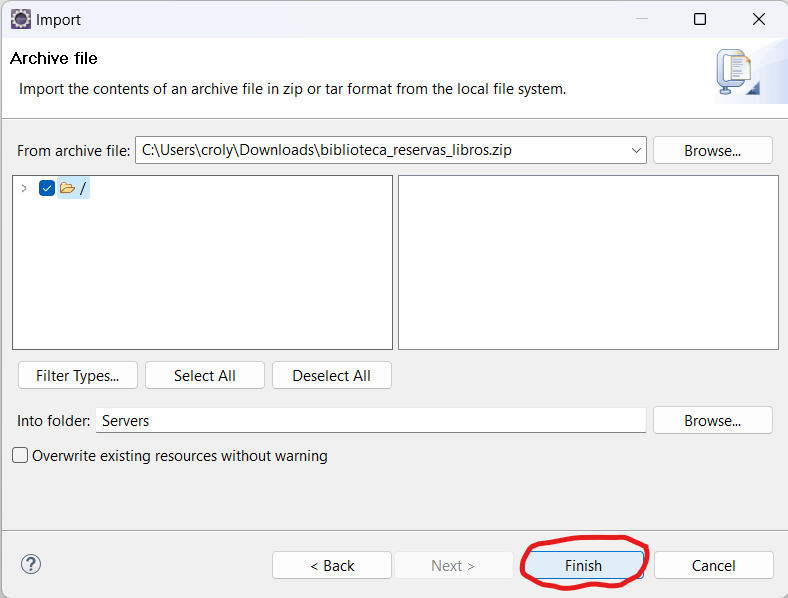 Import
Archive file
Import the contents of an archive file in zip or tar format from the local file system.
From archive file: C:\Users\croly\Downloads\biblioteca_reservas_libros.zip Browse...
/
Filter Types... Select All Deselect All
Into folder: Servers Browse...
Overwrite existing resources without warning
? < Back Next > Finish Cancel